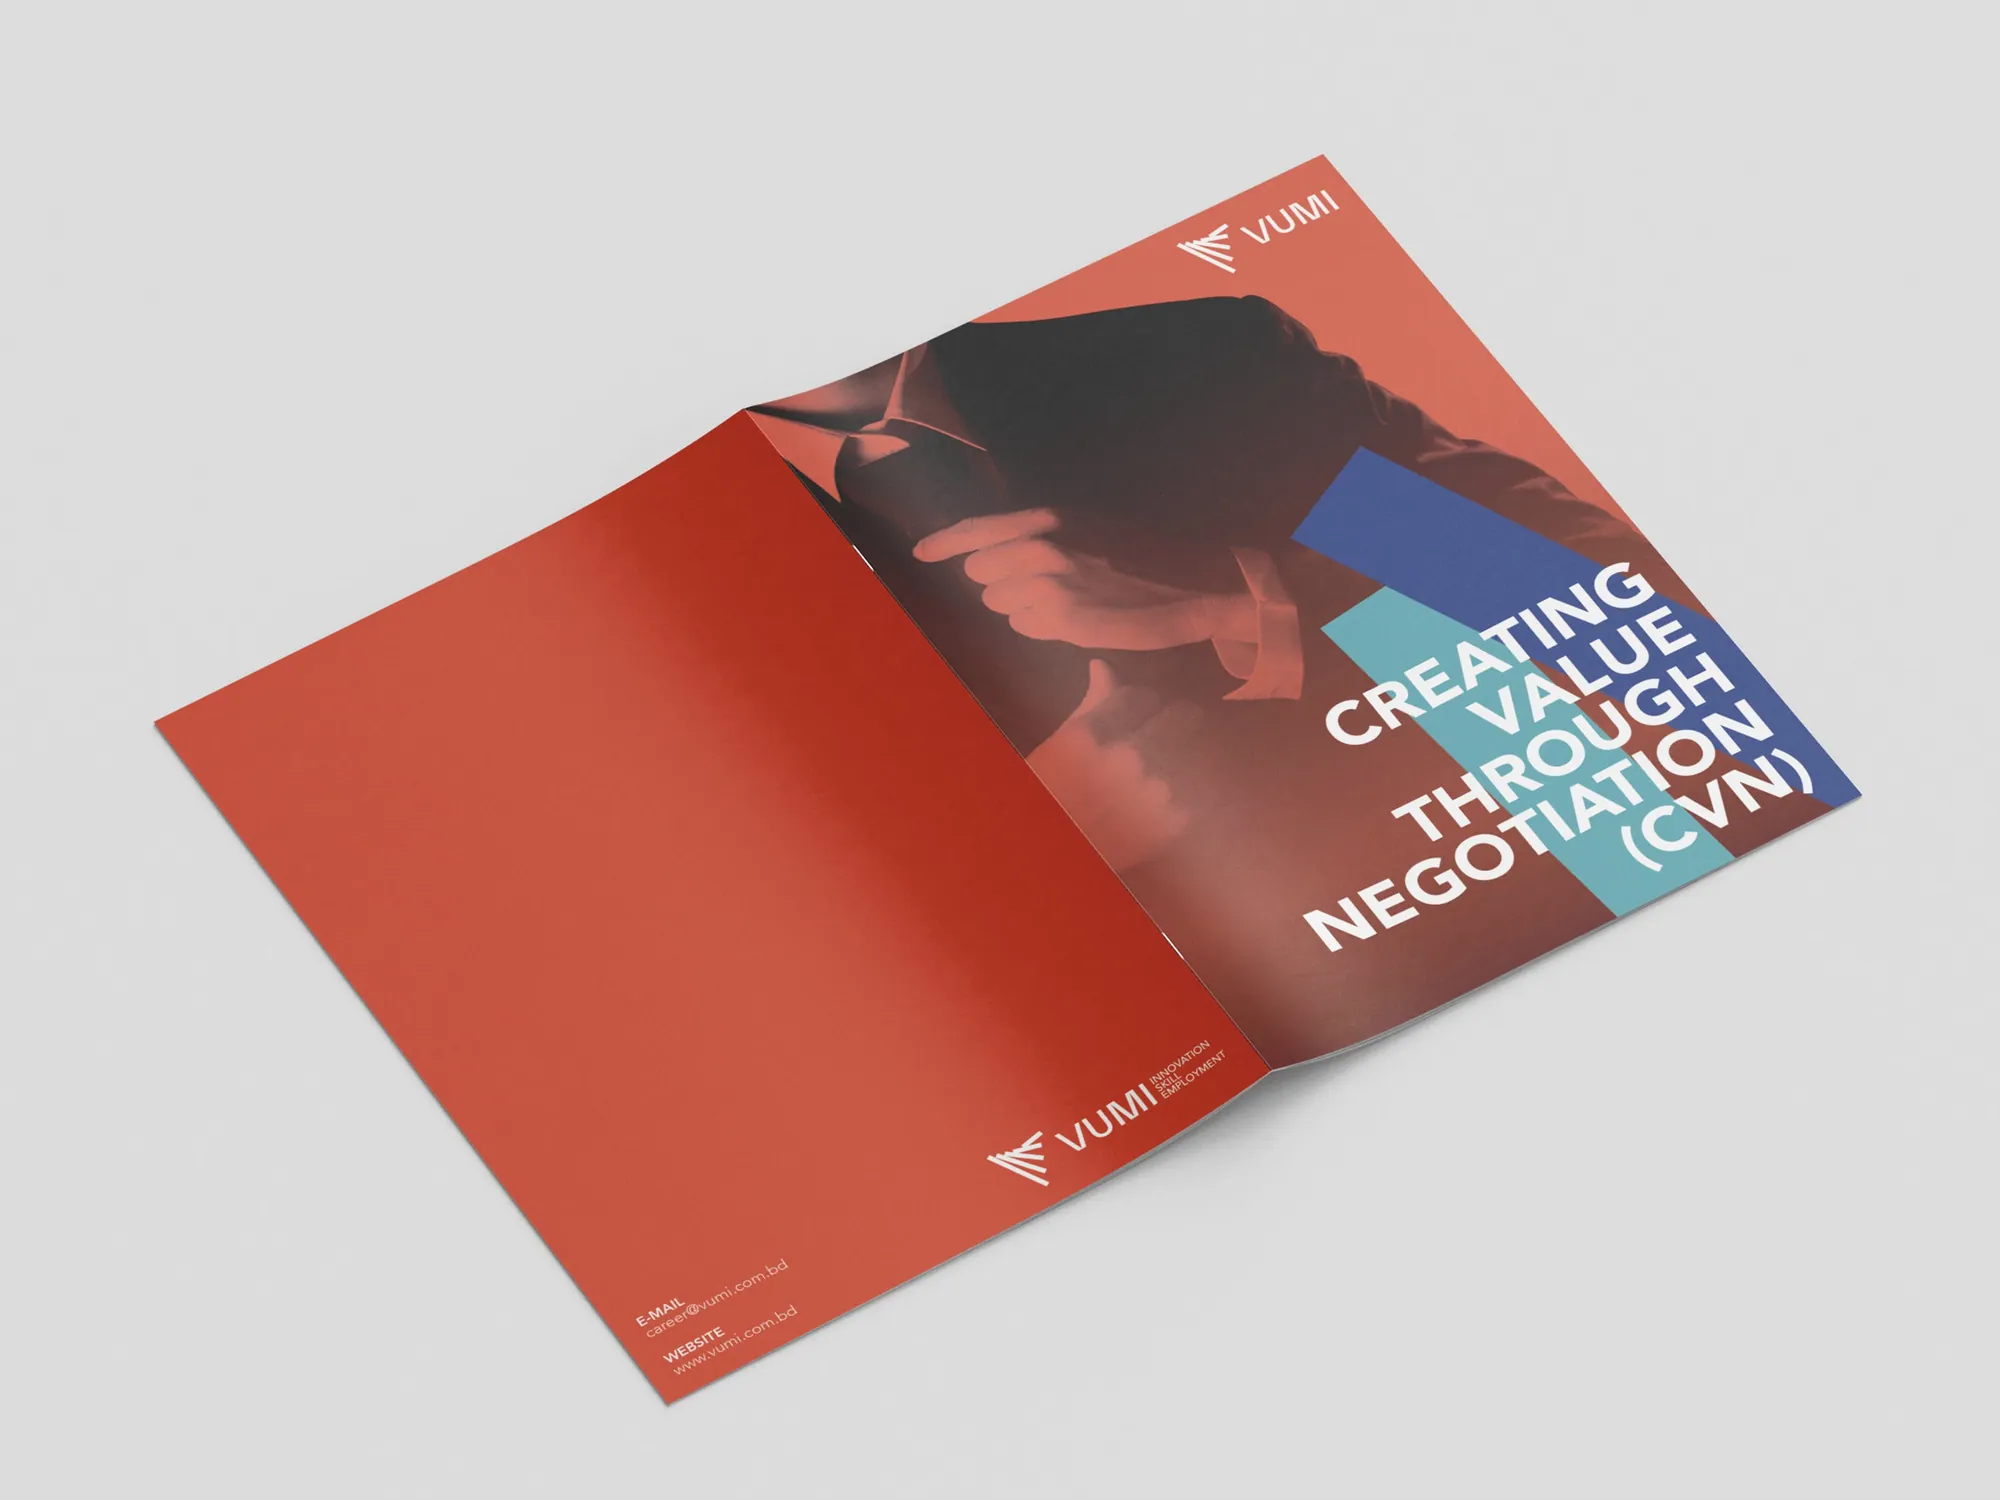 VUMI
CREATING
VALUE
THROUGH
NEGOTIATION
(CVN)
VUMI
INNOVATION
SKILL
EMPLOYMENT
E-MAIL
career@vumi.com.bd
WEBSITE
www.vumi.com.bd